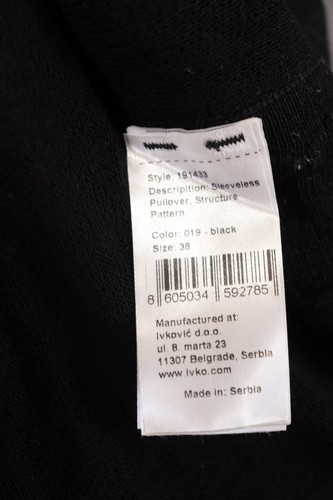 Style: 191433
Description: Sleeveless
Pullover, Structure
Pattern
Color: 019 - black
Size: 38
8 605034 592785
Manufactured at:
Ivković d.o.o.
ul. 8. marta 23
11307 Belgrade, Serbia
www.ivko.com
Made in: Serbia